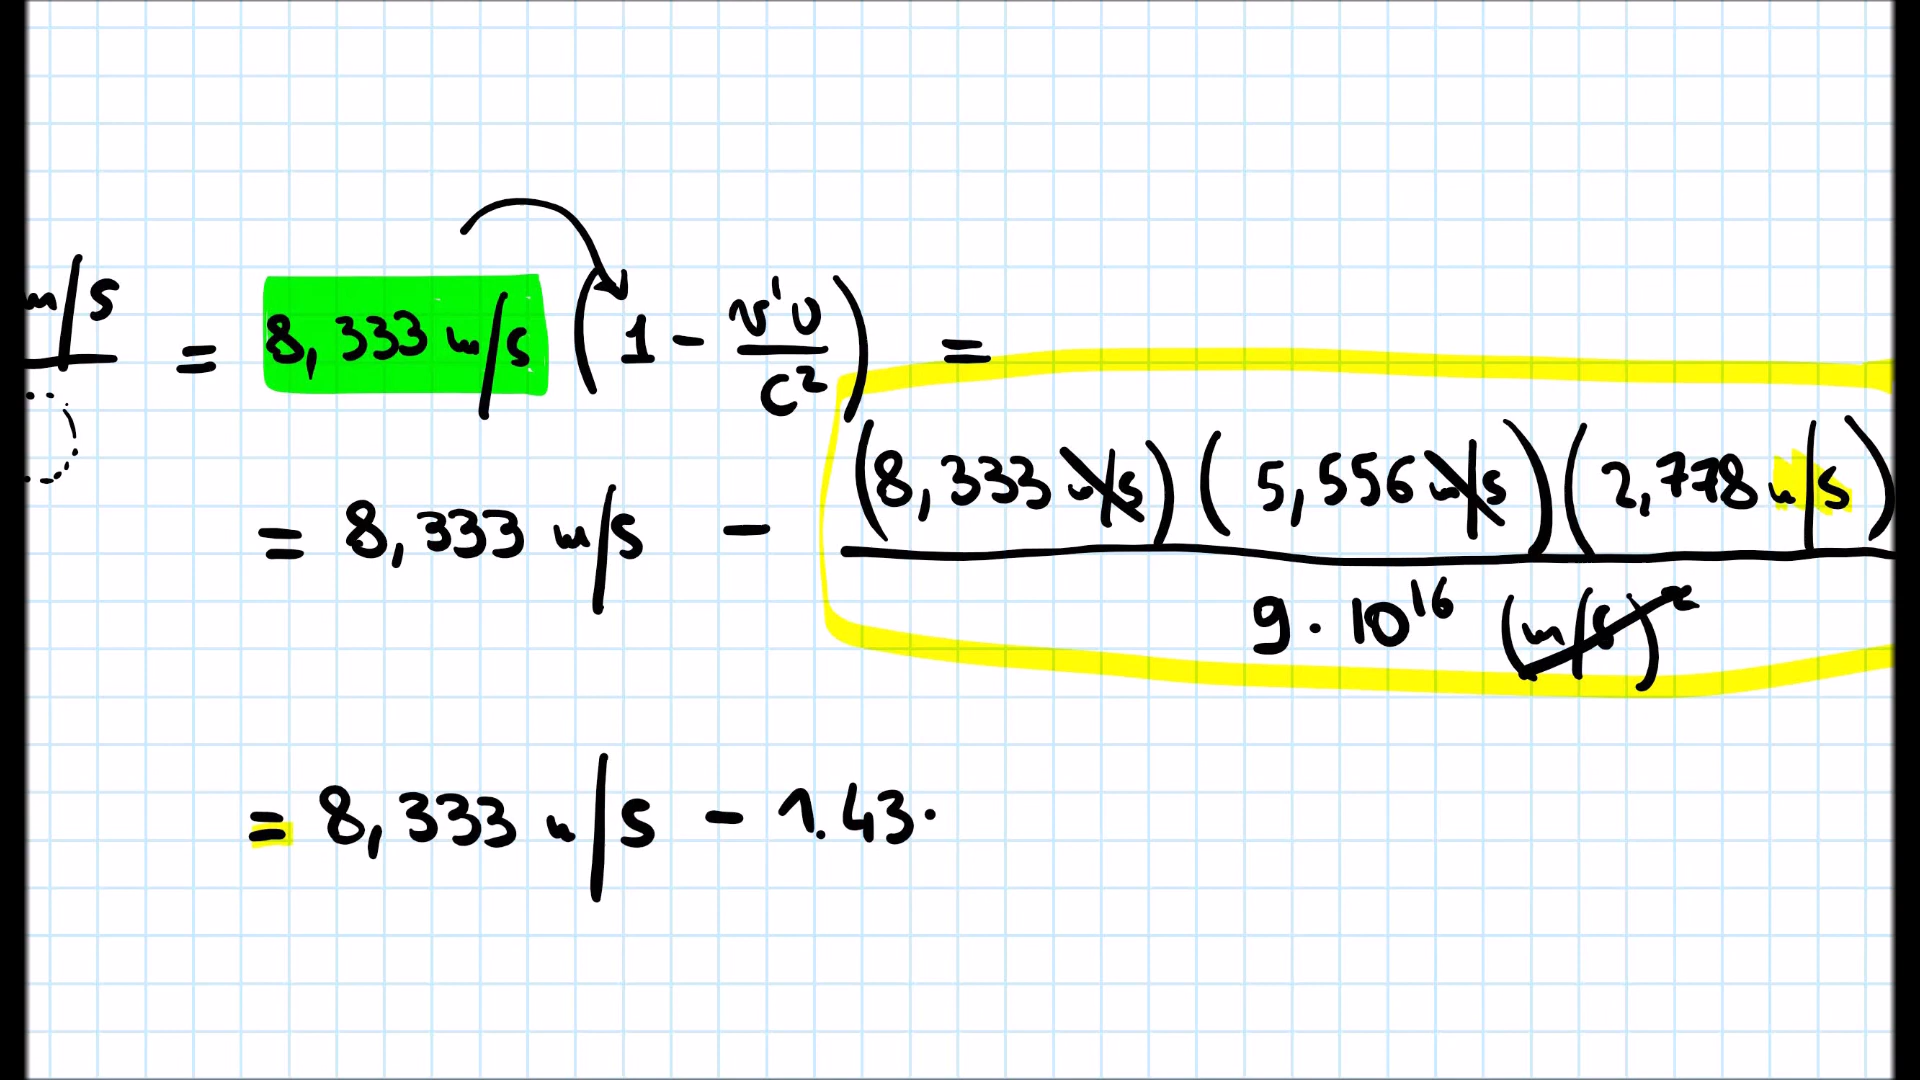 m/s = 8,333 m/s (1 - v'v/c²) =
= 8,333 m/s - (8,333 m/s)(5,556 m/s)(2,778 m/s) / 9·10¹⁶ (m/s)²
= 8,333 m/s - 1.43·